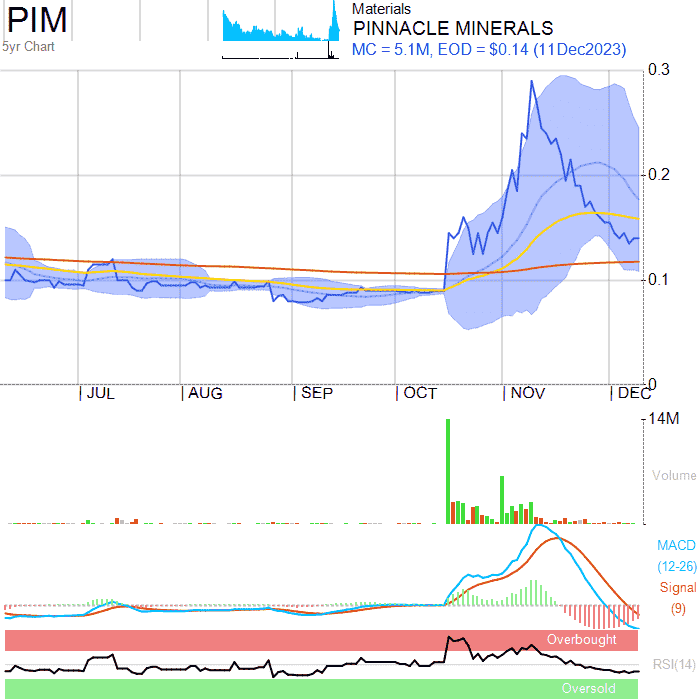 PIM
5yr Chart
Materials
PINNACLE MINERALS
MC = 5.1M, EOD = $0.14 (11Dec2023)
0.3
0.2
0.1
0
JUL AUG SEP OCT NOV DEC
14M
Volume
MACD
(12-26)
Signal
(9)
Overbought
RSI(14)
Oversold